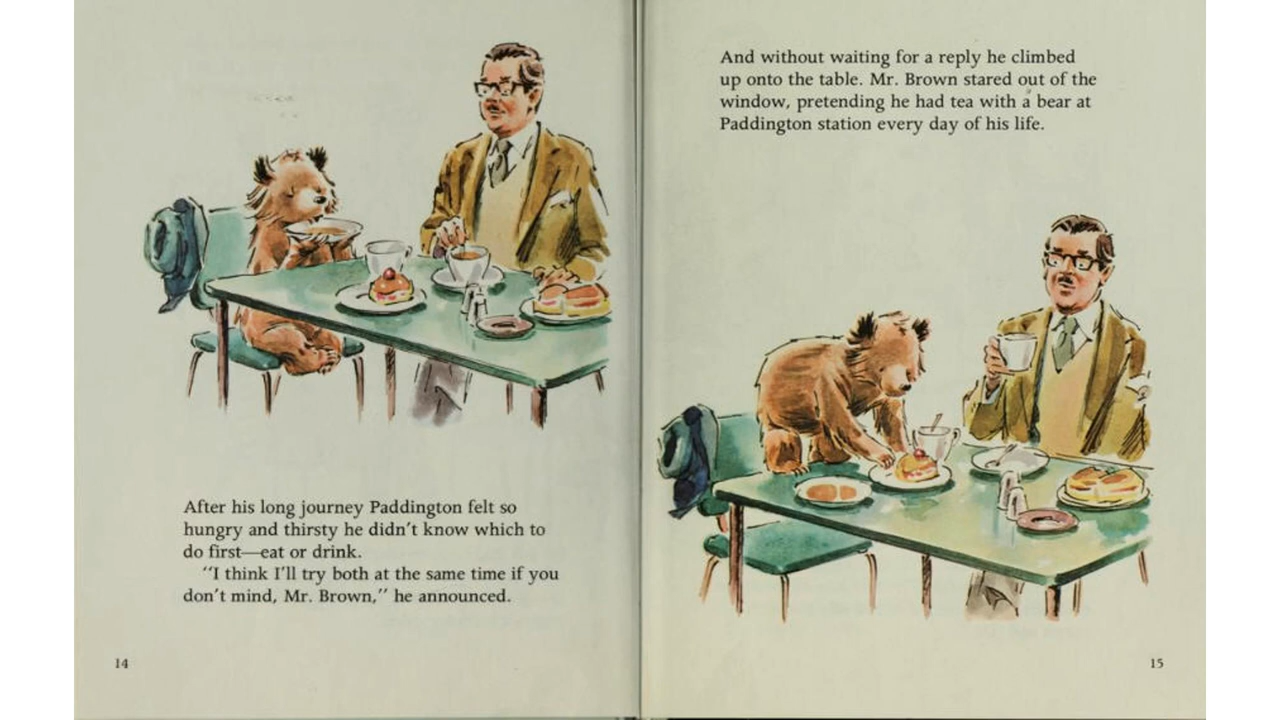 After his long journey Paddington felt so
hungry and thirsty he didn't know which to
do first—eat or drink.
"I think I'll try both at the same time if you
don't mind, Mr. Brown," he announced.
14
And without waiting for a reply he climbed
up onto the table. Mr. Brown stared out of the
window, pretending he had tea with a bear at
Paddington station every day of his life.
15